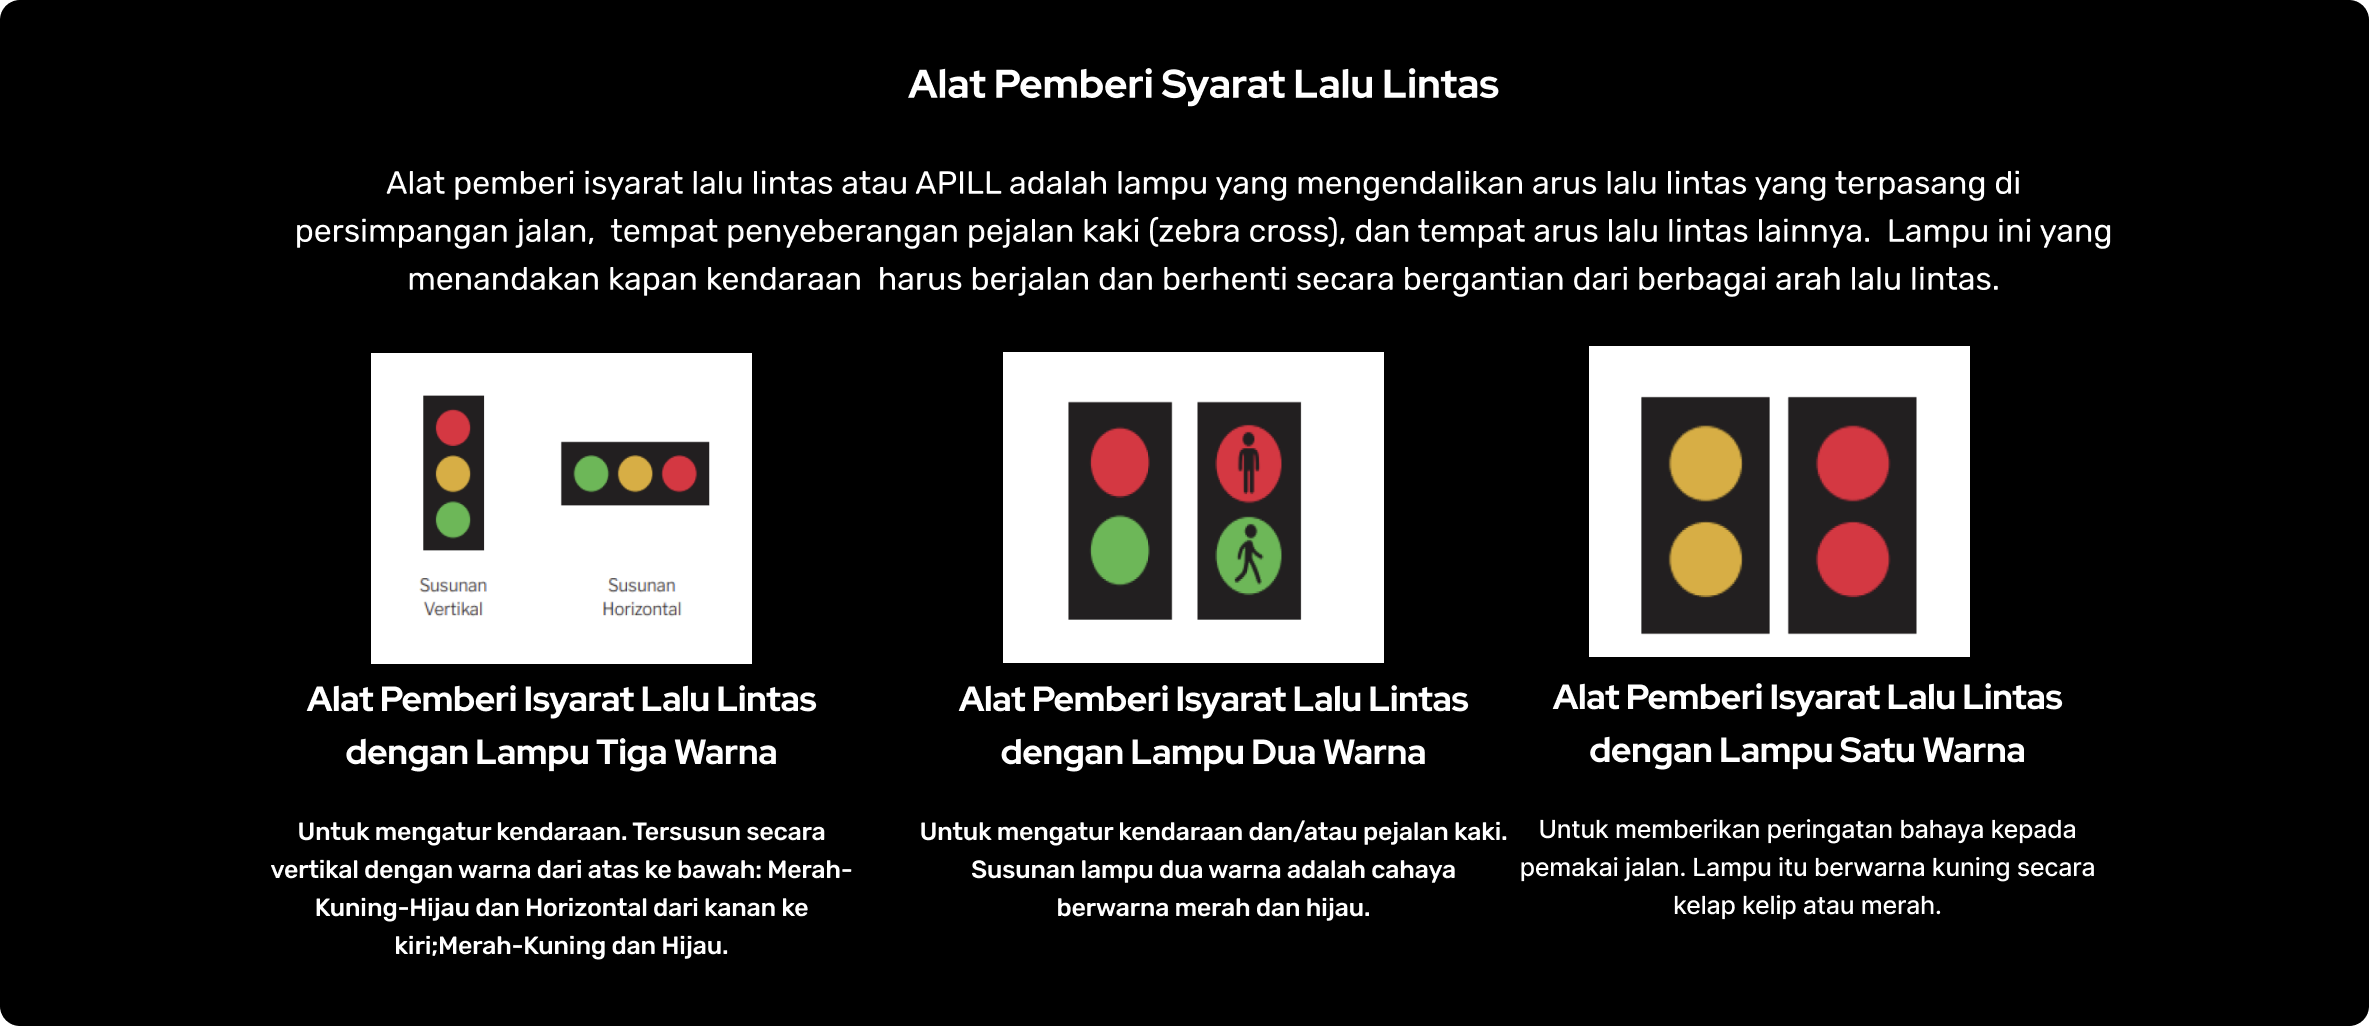 Alat Pemberi Syarat Lalu Lintas
Alat pemberi isyarat lalu lintas atau APILL adalah lampu yang mengendalikan arus lalu lintas yang terpasang di
persimpangan jalan,  tempat penyeberangan pejalan kaki (zebra cross), dan tempat arus lalu lintas lainnya.  Lampu ini yang
menandakan kapan kendaraan  harus berjalan dan berhenti secara bergantian dari berbagai arah lalu lintas.
Susunan
Vertikal
Susunan
Horizontal
Alat Pemberi Isyarat Lalu Lintas
dengan Lampu Tiga Warna
Untuk mengatur kendaraan. Tersusun secara
vertikal dengan warna dari atas ke bawah: Merah-
Kuning-Hijau dan Horizontal dari kanan ke
kiri;Merah-Kuning dan Hijau.
Alat Pemberi Isyarat Lalu Lintas
dengan Lampu Dua Warna
Untuk mengatur kendaraan dan/atau pejalan kaki.
Susunan lampu dua warna adalah cahaya
berwarna merah dan hijau.
Alat Pemberi Isyarat Lalu Lintas
dengan Lampu Satu Warna
Untuk memberikan peringatan bahaya kepada
pemakai jalan. Lampu itu berwarna kuning secara
kelap kelip atau merah.